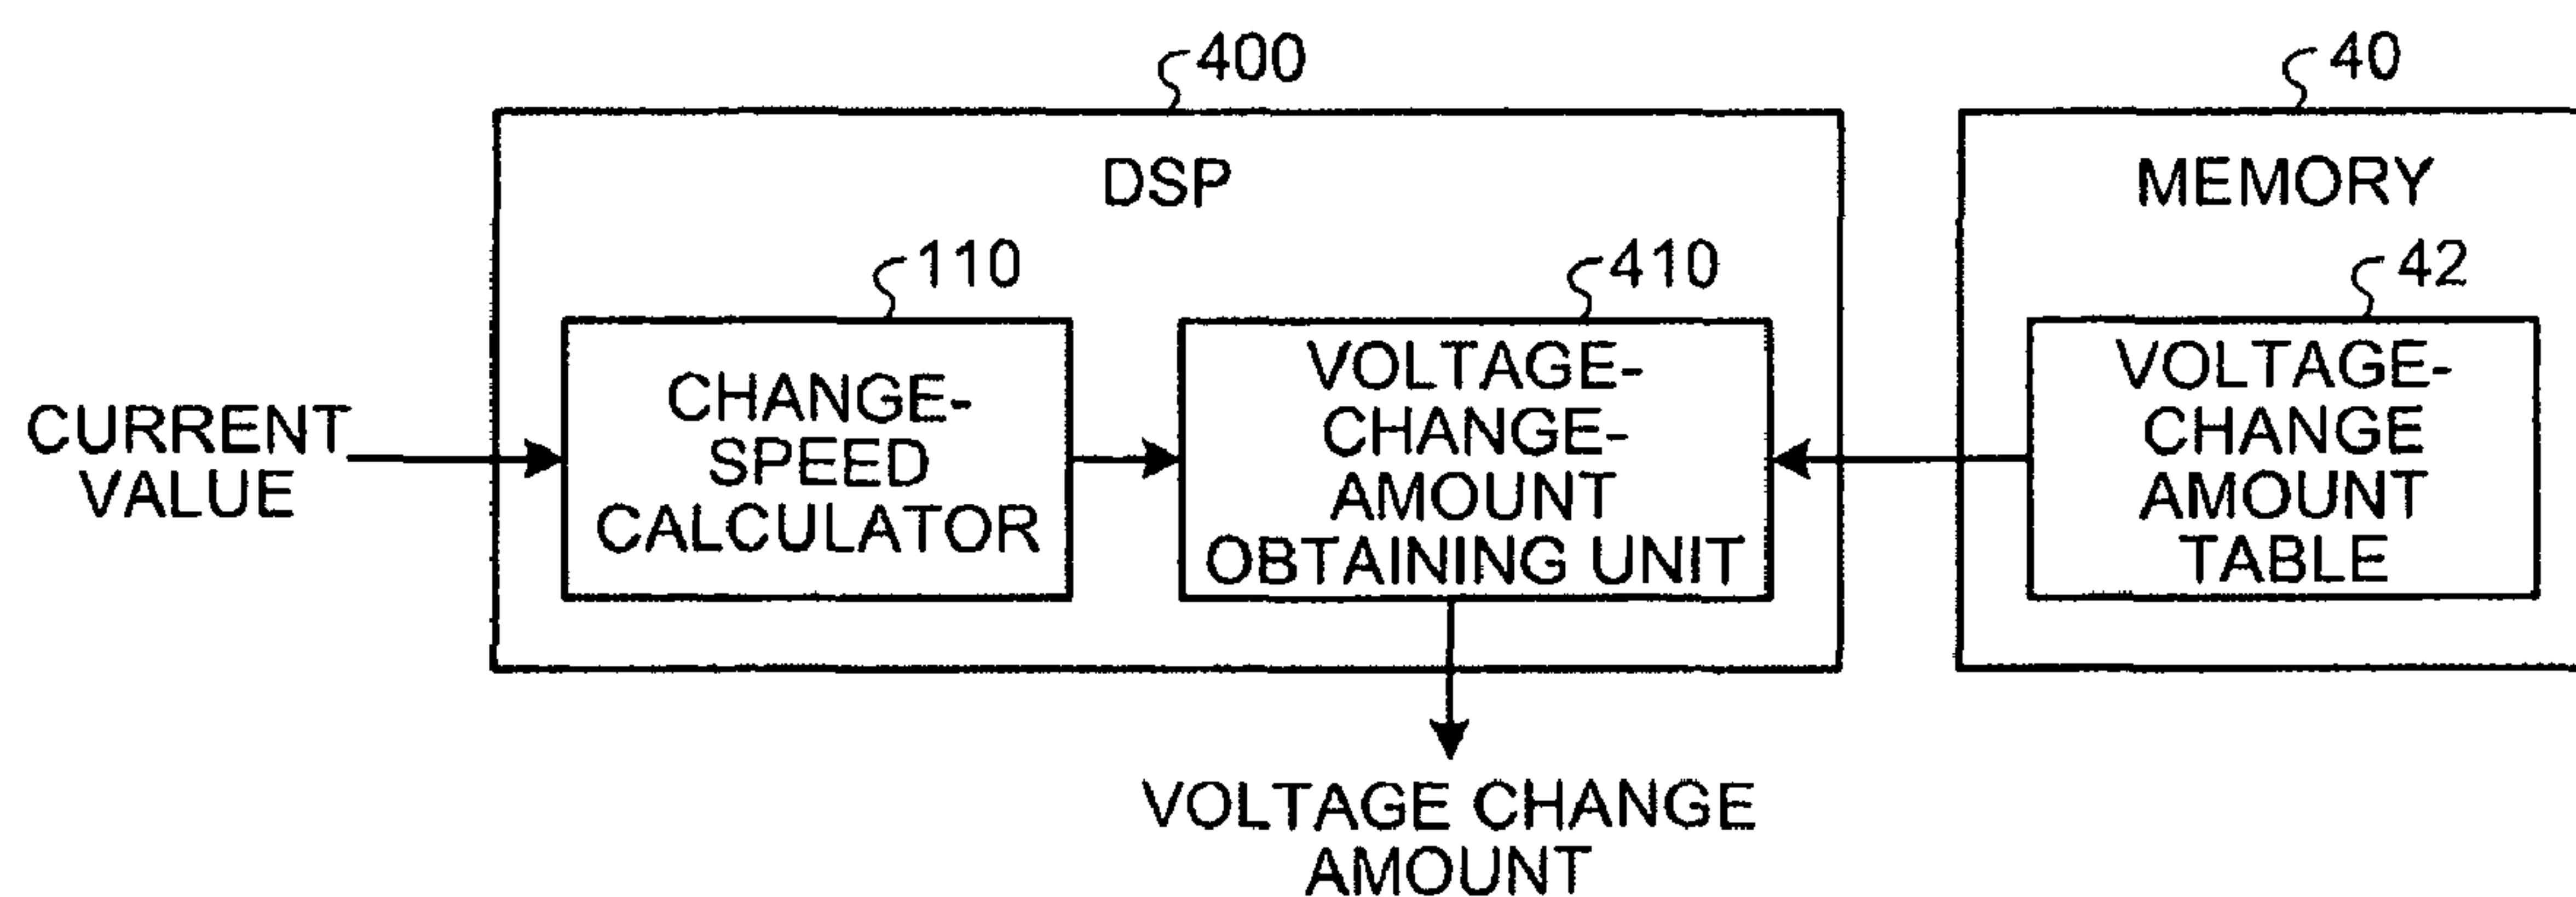 400
40
DSP
MEMORY
110
410
42
CURRENT
VALUE
CHANGE-
SPEED
CALCULATOR
VOLTAGE-
CHANGE-
AMOUNT
OBTAINING UNIT
VOLTAGE-
CHANGE
AMOUNT
TABLE
VOLTAGE CHANGE
AMOUNT